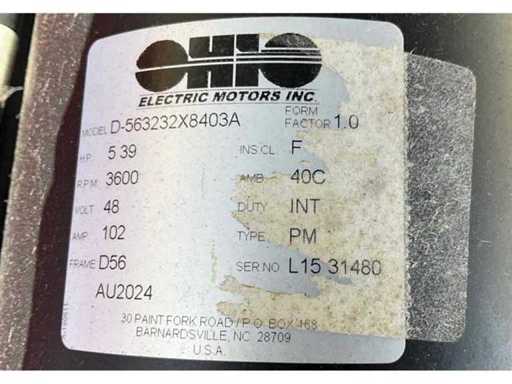 OHIO
ELECTRIC MOTORS INC.
MODEL D-563232X8403A FORM FACTOR 1.0
H.P. 5 39 INS CL F
R.P.M 3600 AMB. 40C
VOLT 48 DUTY INT
AMP. 102 TYPE PM
FRAME D56 SER NO L15 31480
AU2024
30 PAINT FORK ROAD / P.O. BOX 468
BARNARDSVILLE, NC 28709
U.S.A.